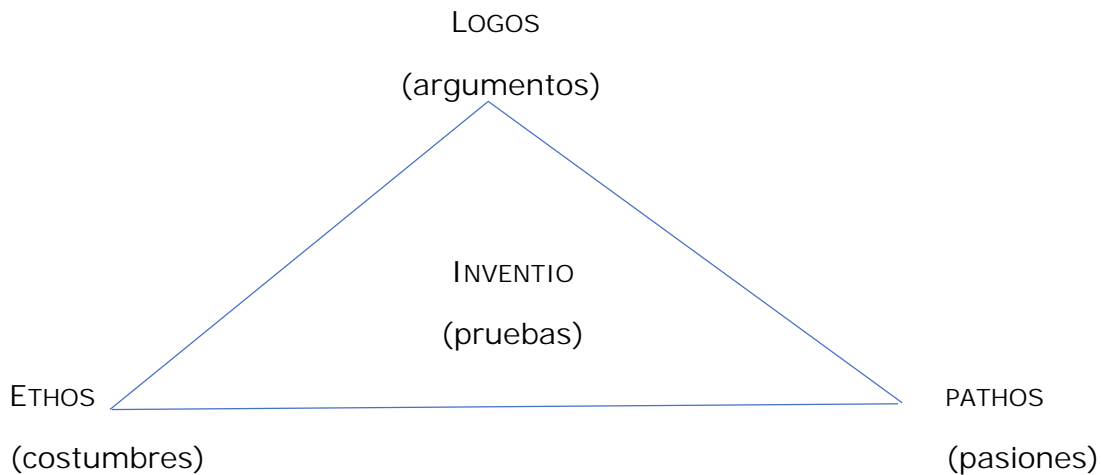 LOGOS
(argumentos)
INVENTIO
(pruebas)
ETHOS
(costumbres)
PATHOS
(pasiones)